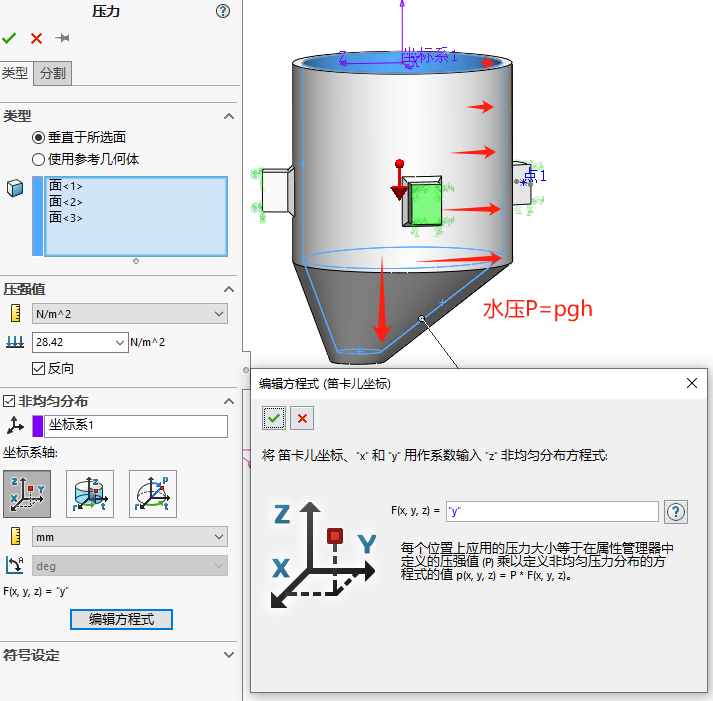 压力
?
类型
分割
类型
垂直于所选面
使用参考几何体
面<1>
面<2>
面<3>
压强值
N/m^2
28.42
N/m^2
反向
非均匀分布
坐标系1
坐标系轴:
mm
deg
F(x, y, z) = "y"
编辑方程式
符号设定
Z
坐标系1
点1
水压P=pgh
编辑方程式 (笛卡儿坐标)
将 笛卡儿坐标、"x" 和 "y" 用作系数输入 "z" 非均匀分布方程式:
F(x, y, z) =
"y"
?
Z
Y
X
每个位置上应用的压力大小等于在属性管理器中
定义的压强值 (P) 乘以定义非均匀压力分布的方
程式的值 p(x, y, z) = P * F(x, y, z)。